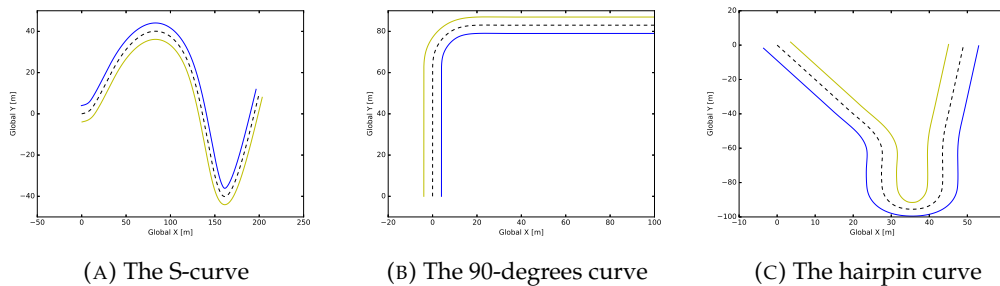 40
20
0
−20
−40
Global Y [m]
−50 0 50 100 150 200 250
Global X [m]
80
60
40
20
0
Global Y [m]
−20 0 20 40 60 80 100
Global X [m]
20
0
−20
−40
−60
−80
−100
Global Y [m]
−10 0 10 20 30 40 50
Global X [m]
(A) The S-curve
(B) The 90-degrees curve
(C) The hairpin curve